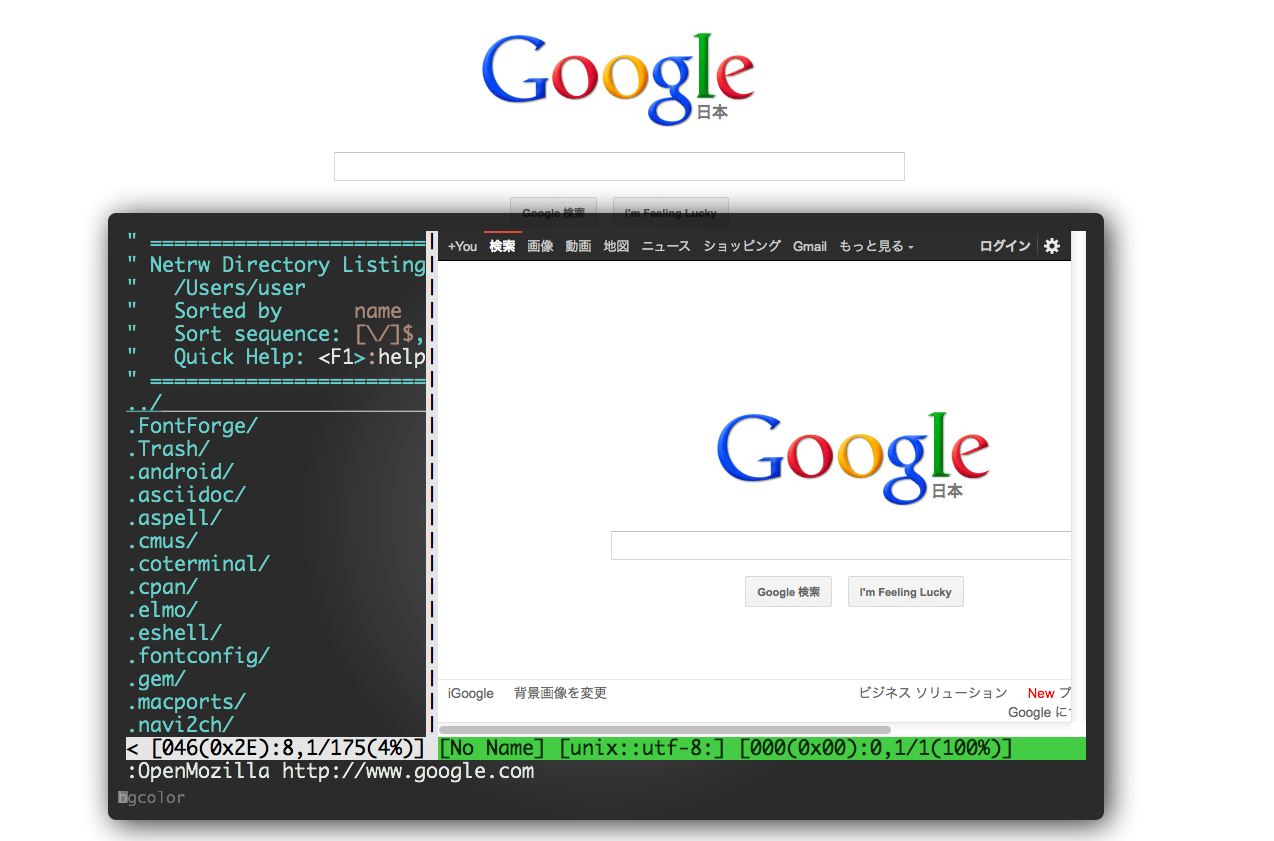 Google
日本
Google 検索
I'm Feeling Lucky
" =======================
" Netrw Directory Listing
"   /Users/user
"   Sorted by      name
"   Sort sequence: [\/]$,
"   Quick Help: <F1>:help
" =======================
../
.FontForge/
.Trash/
.android/
.asciidoc/
.aspell/
.cmus/
.coterminal/
.cpan/
.elmo/
.eshell/
.fontconfig/
.gem/
.macports/
.navi2ch/
+You 検索 画像 動画 地図 ニュース ショッピング Gmail もっと見る ログイン
Google
日本
Google 検索
I'm Feeling Lucky
iGoogle 背景画像を変更 ビジネス ソリューション New プ
Google に
< [046(0x2E):8,1/175(4%)] [No Name] [unix::utf-8:] [000(0x00):0,1/1(100%)]
:OpenMozilla http://www.google.com
bgcolor